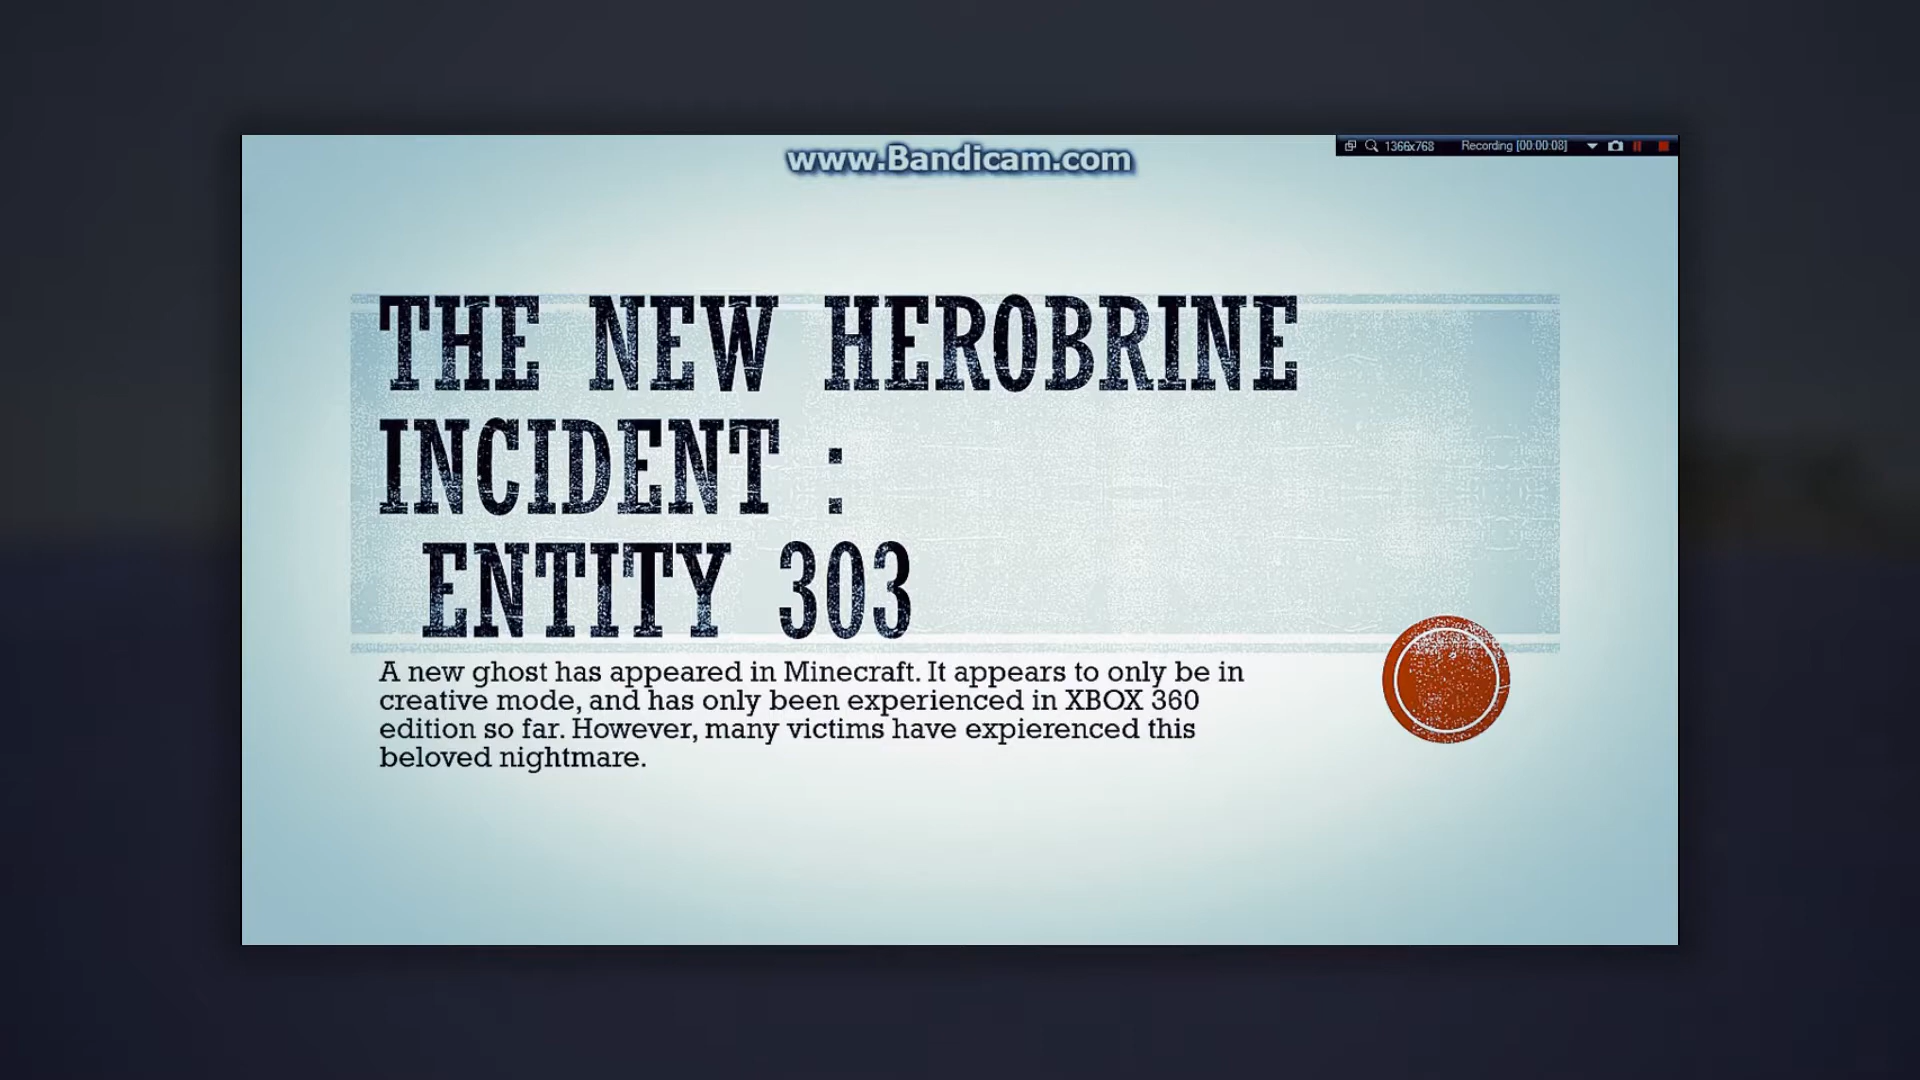 www.Bandicam.com
1366x768 Recording [00:00:08]
THE NEW HEROBRINE
INCIDENT :
ENTITY 303
A new ghost has appeared in Minecraft. It appears to only be in
creative mode, and has only been experienced in XBOX 360
edition so far. However, many victims have expierenced this
beloved nightmare.